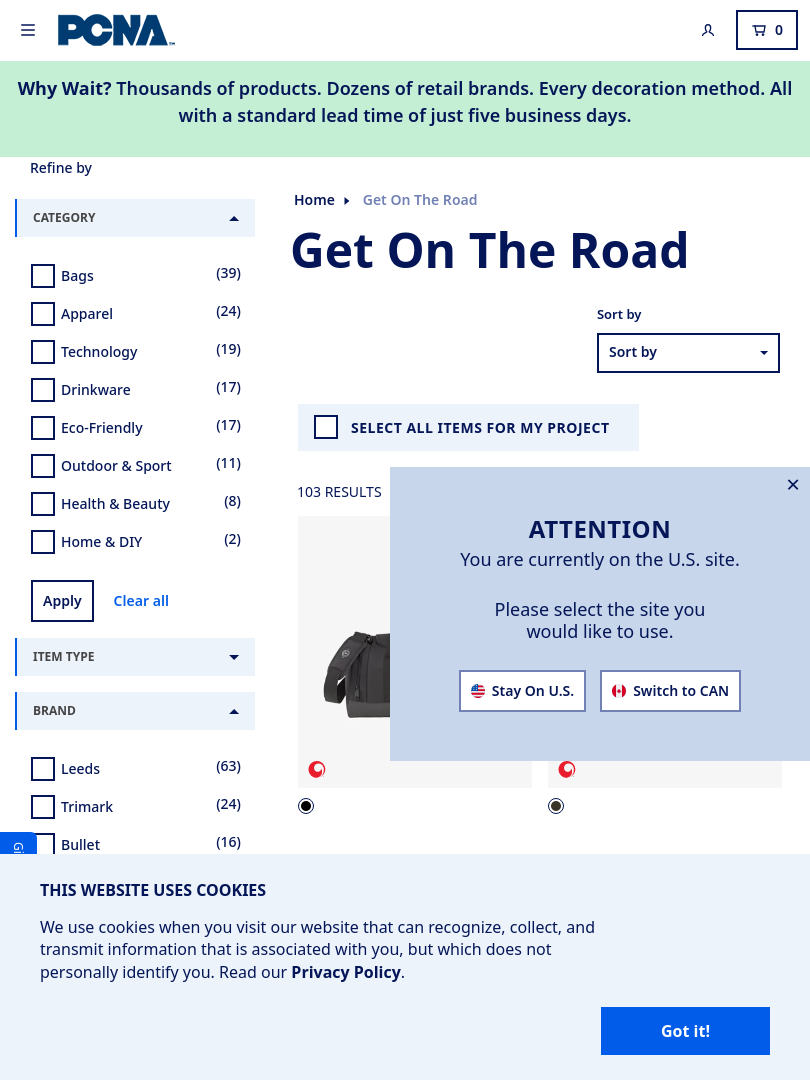 PCNA
0
Why Wait? Thousands of products. Dozens of retail brands. Every decoration method. All
with a standard lead time of just five business days.
Refine by
Home
Get On The Road
CATEGORY
Get On The Road
Bags (39)
Apparel (24)
Technology (19)
Drinkware (17)
Eco-Friendly (17)
Outdoor & Sport (11)
Health & Beauty (8)
Home & DIY (2)
Apply
Clear all
Sort by
Sort by
SELECT ALL ITEMS FOR MY PROJECT
103 RESULTS
ATTENTION
You are currently on the U.S. site.
Please select the site you
would like to use.
Stay On U.S.
Switch to CAN
ITEM TYPE
BRAND
Leeds (63)
Trimark (24)
Bullet (16)
THIS WEBSITE USES COOKIES
We use cookies when you visit our website that can recognize, collect, and
transmit information that is associated with you, but which does not
personally identify you. Read our Privacy Policy.
Got it!